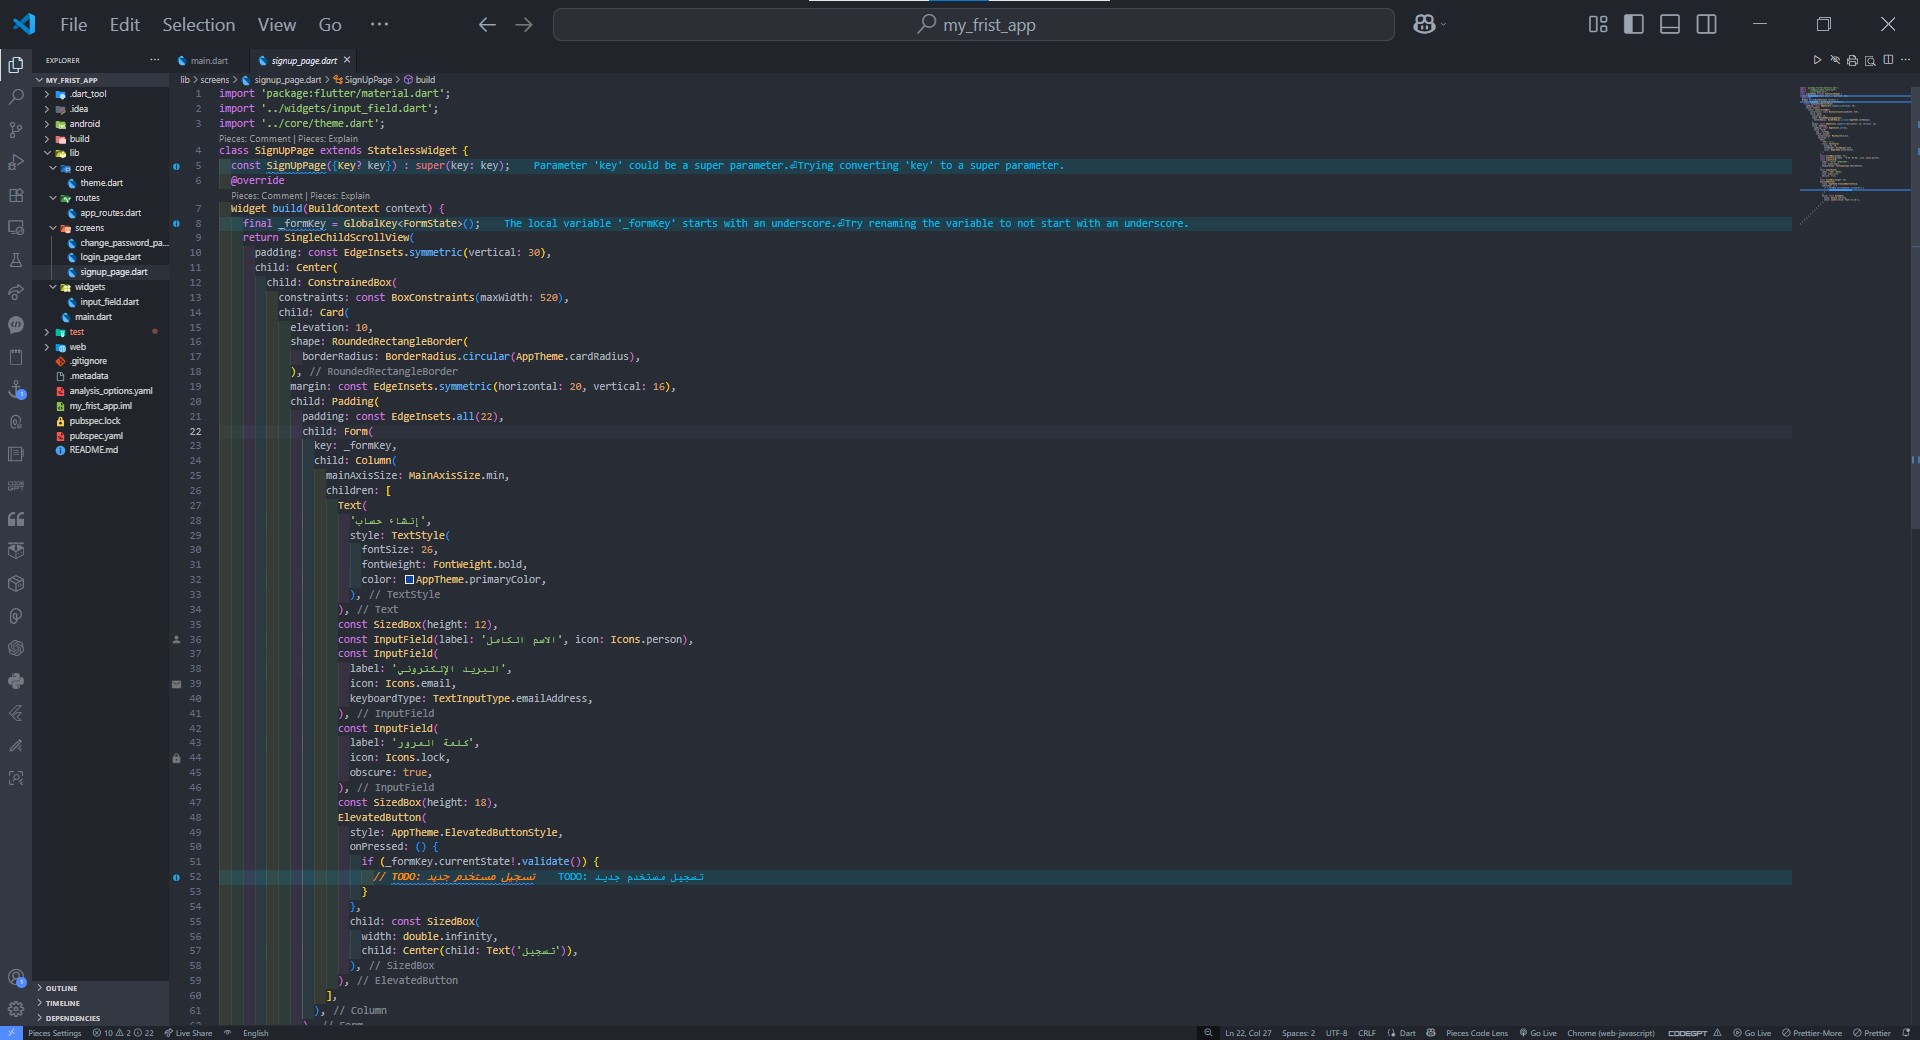 File Edit Selection View Go ...
my_frist_app
EXPLORER ...
MY_FRIST_APP
.dart_tool
.idea
android
build
lib
core
theme.dart
routes
app_routes.dart
screens
change_password_pa...
login_page.dart
signup_page.dart
widgets
input_field.dart
main.dart
test
web
.gitignore
.metadata
analysis_options.yaml
my_frist_app.iml
pubspec.lock
pubspec.yaml
README.md
OUTLINE
TIMELINE
DEPENDENCIES
main.dart signup_page.dart
lib > screens > signup_page.dart > SignUpPage > build
1 import 'package:flutter/material.dart';
2 import '../widgets/input_field.dart';
3 import '../core/theme.dart';
Pieces: Comment | Pieces: Explain
4 class SignUpPage extends StatelessWidget {
5 const SignUpPage({Key? key}) : super(key: key); Parameter 'key' could be a super parameter.⏎Trying converting 'key' to a super parameter.
6 @override
Pieces: Comment | Pieces: Explain
7 Widget build(BuildContext context) {
8 final _formKey = GlobalKey<FormState>(); The local variable '_formKey' starts with an underscore.⏎Try renaming the variable to not start with an underscore.
9 return SingleChildScrollView(
10 padding: const EdgeInsets.symmetric(vertical: 30),
11 child: Center(
12 child: ConstrainedBox(
13 constraints: const BoxConstraints(maxWidth: 520),
14 child: Card(
15 elevation: 10,
16 shape: RoundedRectangleBorder(
17 borderRadius: BorderRadius.circular(AppTheme.cardRadius),
18 ), // RoundedRectangleBorder
19 margin: const EdgeInsets.symmetric(horizontal: 20, vertical: 16),
20 child: Padding(
21 padding: const EdgeInsets.all(22),
22 child: Form(
23 key: _formKey,
24 child: Column(
25 mainAxisSize: MainAxisSize.min,
26 children: [
27 Text(
28 'إنشاء حساب',
29 style: TextStyle(
30 fontSize: 26,
31 fontWeight: FontWeight.bold,
32 color: AppTheme.primaryColor,
33 ), // TextStyle
34 ), // Text
35 const SizedBox(height: 12),
36 const InputField(label: 'الاسم الكامل', icon: Icons.person),
37 const InputField(
38 label: 'البريد الإلكتروني',
39 icon: Icons.email,
40 keyboardType: TextInputType.emailAddress,
41 ), // InputField
42 const InputField(
43 label: 'كلمة المرور',
44 icon: Icons.lock,
45 obscure: true,
46 ), // InputField
47 const SizedBox(height: 18),
48 ElevatedButton(
49 style: AppTheme.ElevatedButtonStyle,
50 onPressed: () {
51 if (_formKey.currentState!.validate()) {
52 // TODO: تسجيل مستخدم جديد TODO: تسجيل مستخدم جديد
53 }
54 },
55 child: const SizedBox(
56 width: double.infinity,
57 child: Center(child: Text('تسجيل')),
58 ), // SizedBox
59 ), // ElevatedButton
60 ],
61 ), // Column
Pieces Settings 10 2 22 Live Share English
Ln 22, Col 27 Spaces: 2 UTF-8 CRLF Dart Pieces Code Lens Go Live Chrome (web-javascript) CODEGPT Go Live Prettier-More Prettier